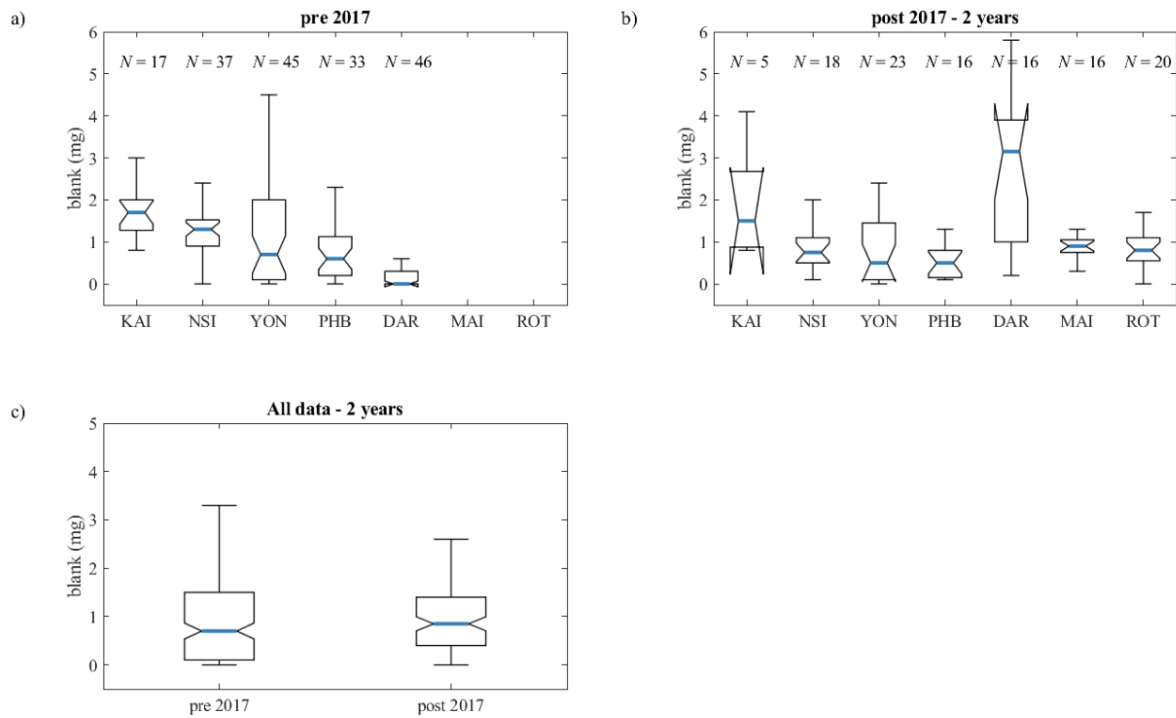 a)
pre 2017
6
5
4
3
2
1
0
blank (mg)
N = 17 N = 37 N = 45 N = 33 N = 46
KAI NSI YON PHB DAR MAI ROT
b)
post 2017 - 2 years
6
5
4
3
2
1
0
blank (mg)
N = 5 N = 18 N = 23 N = 16 N = 16 N = 16 N = 20
KAI NSI YON PHB DAR MAI ROT
c)
All data - 2 years
5
4
3
2
1
0
blank (mg)
pre 2017 post 2017